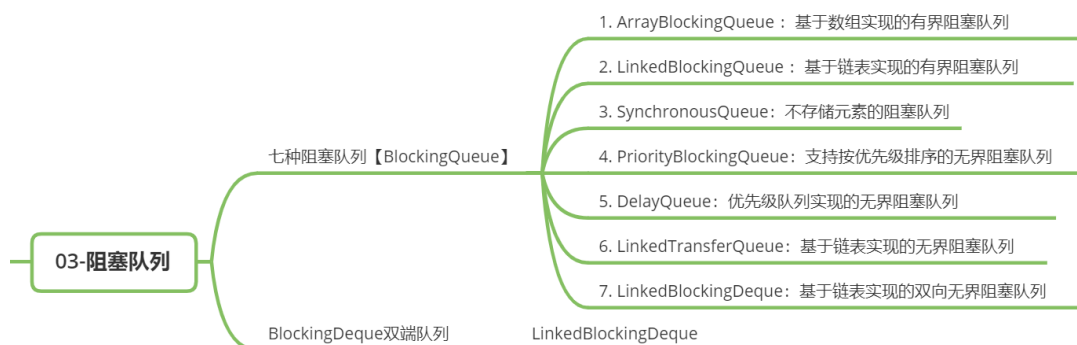 1. ArrayBlockingQueue ：基于数组实现的有界阻塞队列
2. LinkedBlockingQueue ：基于链表实现的有界阻塞队列
3. SynchronousQueue：不存储元素的阻塞队列
七种阻塞队列【BlockingQueue】
4. PriorityBlockingQueue：支持按优先级排序的无界阻塞队列
5. DelayQueue：优先级队列实现的无界阻塞队列
03-阻塞队列
6. LinkedTransferQueue：基于链表实现的无界阻塞队列
7. LinkedBlockingDeque：基于链表实现的双向无界阻塞队列
BlockingDeque双端队列
LinkedBlockingDeque